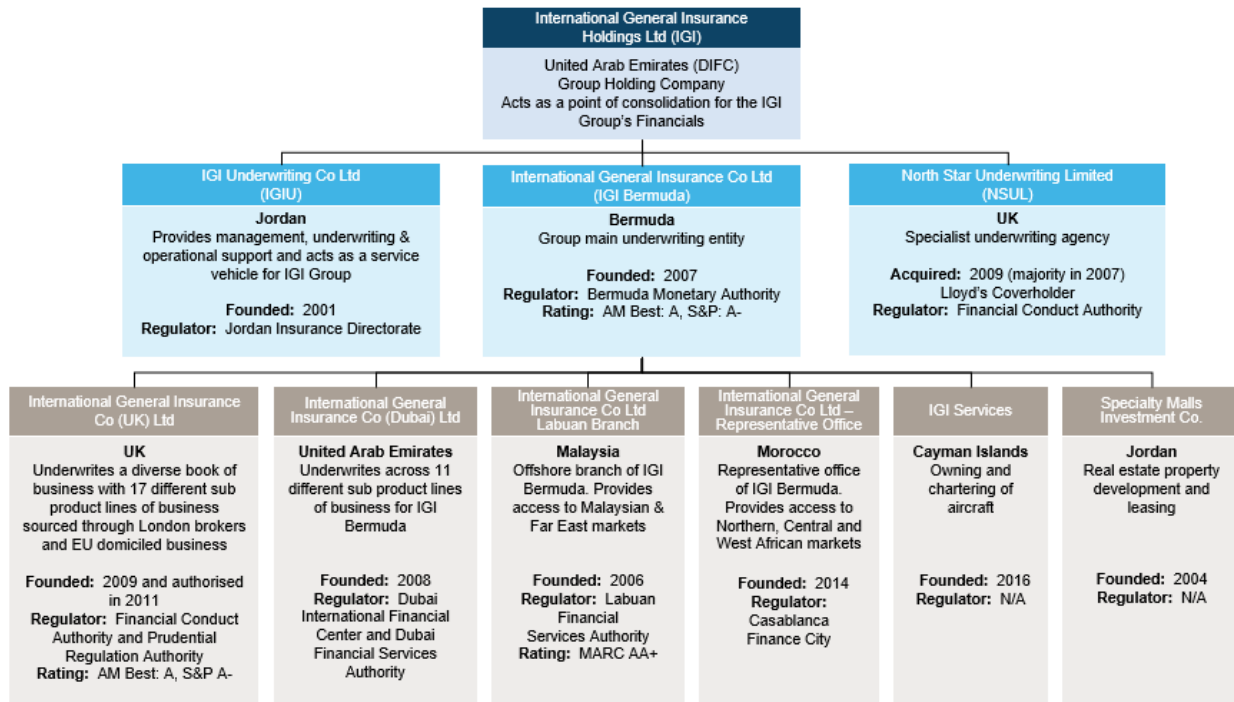 International General Insurance
Holdings Ltd (IGI)
United Arab Emirates (DIFC)
Group Holding Company
Acts as a point of consolidation for the IGI
Group's Financials
IGI Underwriting Co Ltd
(IGIU)
Jordan
Provides management, underwriting &
operational support and acts as a service
vehicle for IGI Group
Founded: 2001
Regulator: Jordan Insurance Directorate
International General Insurance Co Ltd
(IGI Bermuda)
Bermuda
Group main underwriting entity
Founded: 2007
Regulator: Bermuda Monetary Authority
Rating: AM Best: A, S&P: A-
North Star Underwriting Limited
(NSUL)
UK
Specialist underwriting agency
Acquired: 2009 (majority in 2007)
Lloyd's Coverholder
Regulator: Financial Conduct Authority
International General Insurance
Co (UK) Ltd
UK
Underwrites a diverse book of
business with 17 different sub
product lines of business
sourced through London brokers
and EU domiciled business
Founded: 2009 and authorised
in 2011
Regulator: Financial Conduct
Authority and Prudential
Regulation Authority
Rating: AM Best: A, S&P A-
International General
Insurance Co (Dubai) Ltd
United Arab Emirates
Underwrites across 11
different sub product lines
of business for IGI
Bermuda
Founded: 2008
Regulator: Dubai
International Financial
Center and Dubai
Financial Services
Authority
International General
Insurance Co Ltd
Labuan Branch
Malaysia
Offshore branch of IGI
Bermuda. Provides
access to Malaysian &
Far East markets
Founded: 2006
Regulator: Labuan
Financial
Services Authority
Rating: MARC AA+
International General
Insurance Co Ltd –
Representative Office
Morocco
Representative office
of IGI Bermuda.
Provides access to
Northern, Central and
West African markets
Founded: 2014
Regulator:
Casablanca
Finance City
IGI Services
Cayman Islands
Owning and
chartering of
aircraft
Founded: 2016
Regulator: N/A
Specialty Malls
Investment Co.
Jordan
Real estate property
development and
leasing
Founded: 2004
Regulator: N/A